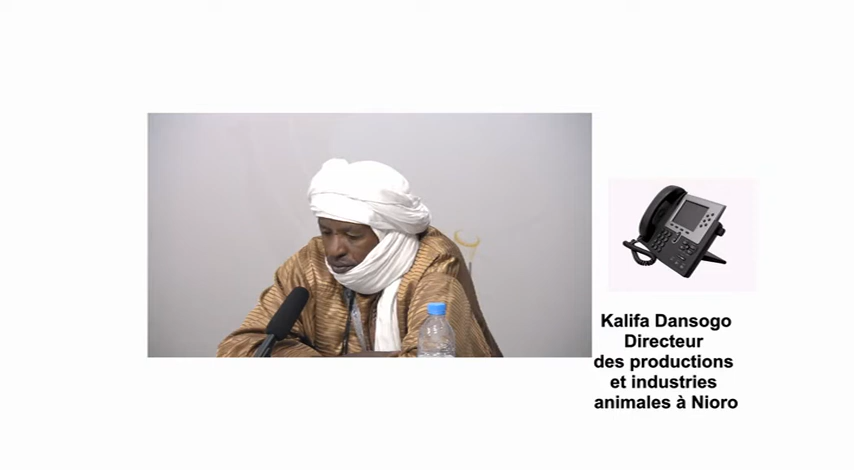 Kalifa Dansogo
Directeur
des productions
et industries
animales à Nioro